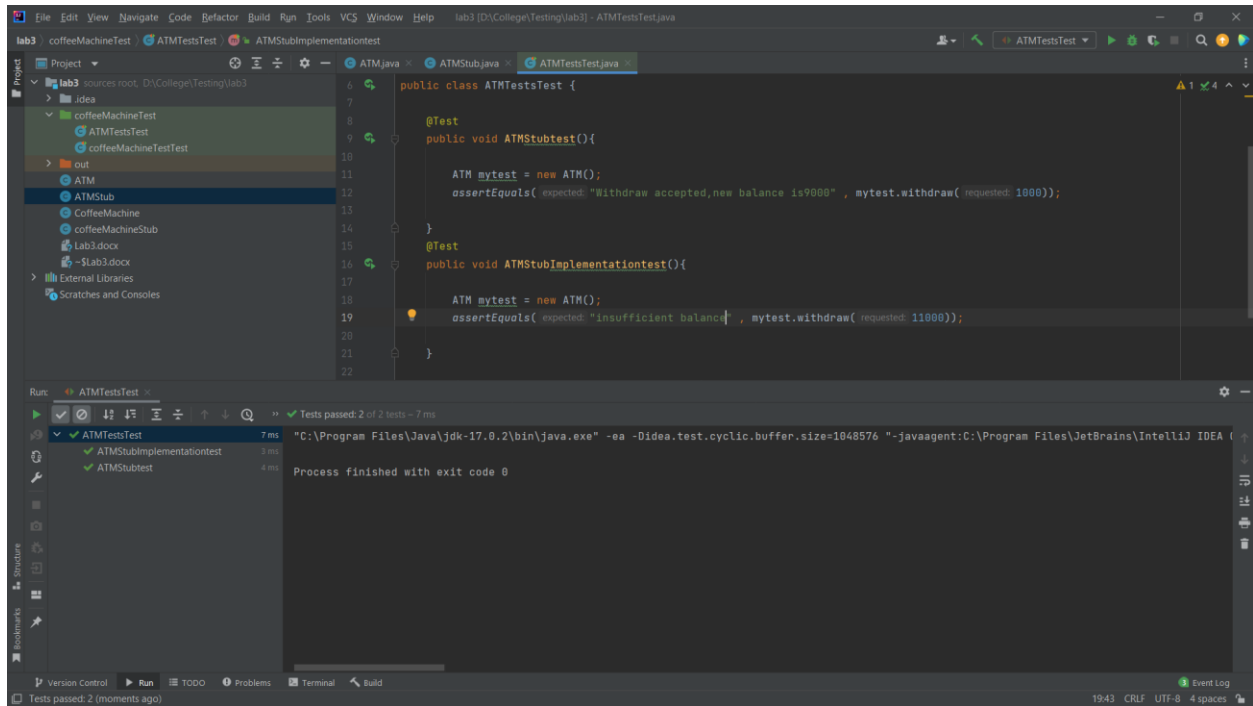 File Edit View Navigate Code Refactor Build Run Tools VCS Window Help lab3 [D:\College\Testing\lab3] - ATMTestsTest.java
lab3 coffeeMachineTest ATMTestsTest ATMStubImplementationtest ATMTestsTest
Project ATM.java ATMStub.java ATMTestsTest.java
Project
lab3 sources root, D:\College\Testing\lab3
.idea
coffeeMachineTest
ATMTestsTest
coffeeMachineTestTest
out
ATM
ATMStub
CoffeeMachine
coffeeMachineStub
Lab3.docx
~$Lab3.docx
External Libraries
Scratches and Consoles
1 4
6 public class ATMTestsTest {
7
8 @Test
9 public void ATMStubtest(){
10
11 ATM mytest = new ATM();
12 assertEquals( expected: "Withdraw accepted,new balance is9000" , mytest.withdraw( requested: 1000));
13
14 }
15 @Test
16 public void ATMStubImplementationtest(){
17
18 ATM mytest = new ATM();
19 assertEquals( expected: "insufficient balance" , mytest.withdraw( requested: 11000));
20
21 }
22
Run: ATMTestsTest
Tests passed: 2 of 2 tests – 7 ms
ATMTestsTest 7 ms
ATMStubImplementationtest 3 ms
ATMStubtest 4 ms
"C:\Program Files\Java\jdk-17.0.2\bin\java.exe" -ea -Didea.test.cyclic.buffer.size=1048576 "-javaagent:C:\Program Files\JetBrains\IntelliJ IDEA
Process finished with exit code 0
Structure
Bookmarks
Version Control Run TODO Problems Terminal Build 3 Event Log
Tests passed: 2 (moments ago) 19:43 CRLF UTF-8 4 spaces